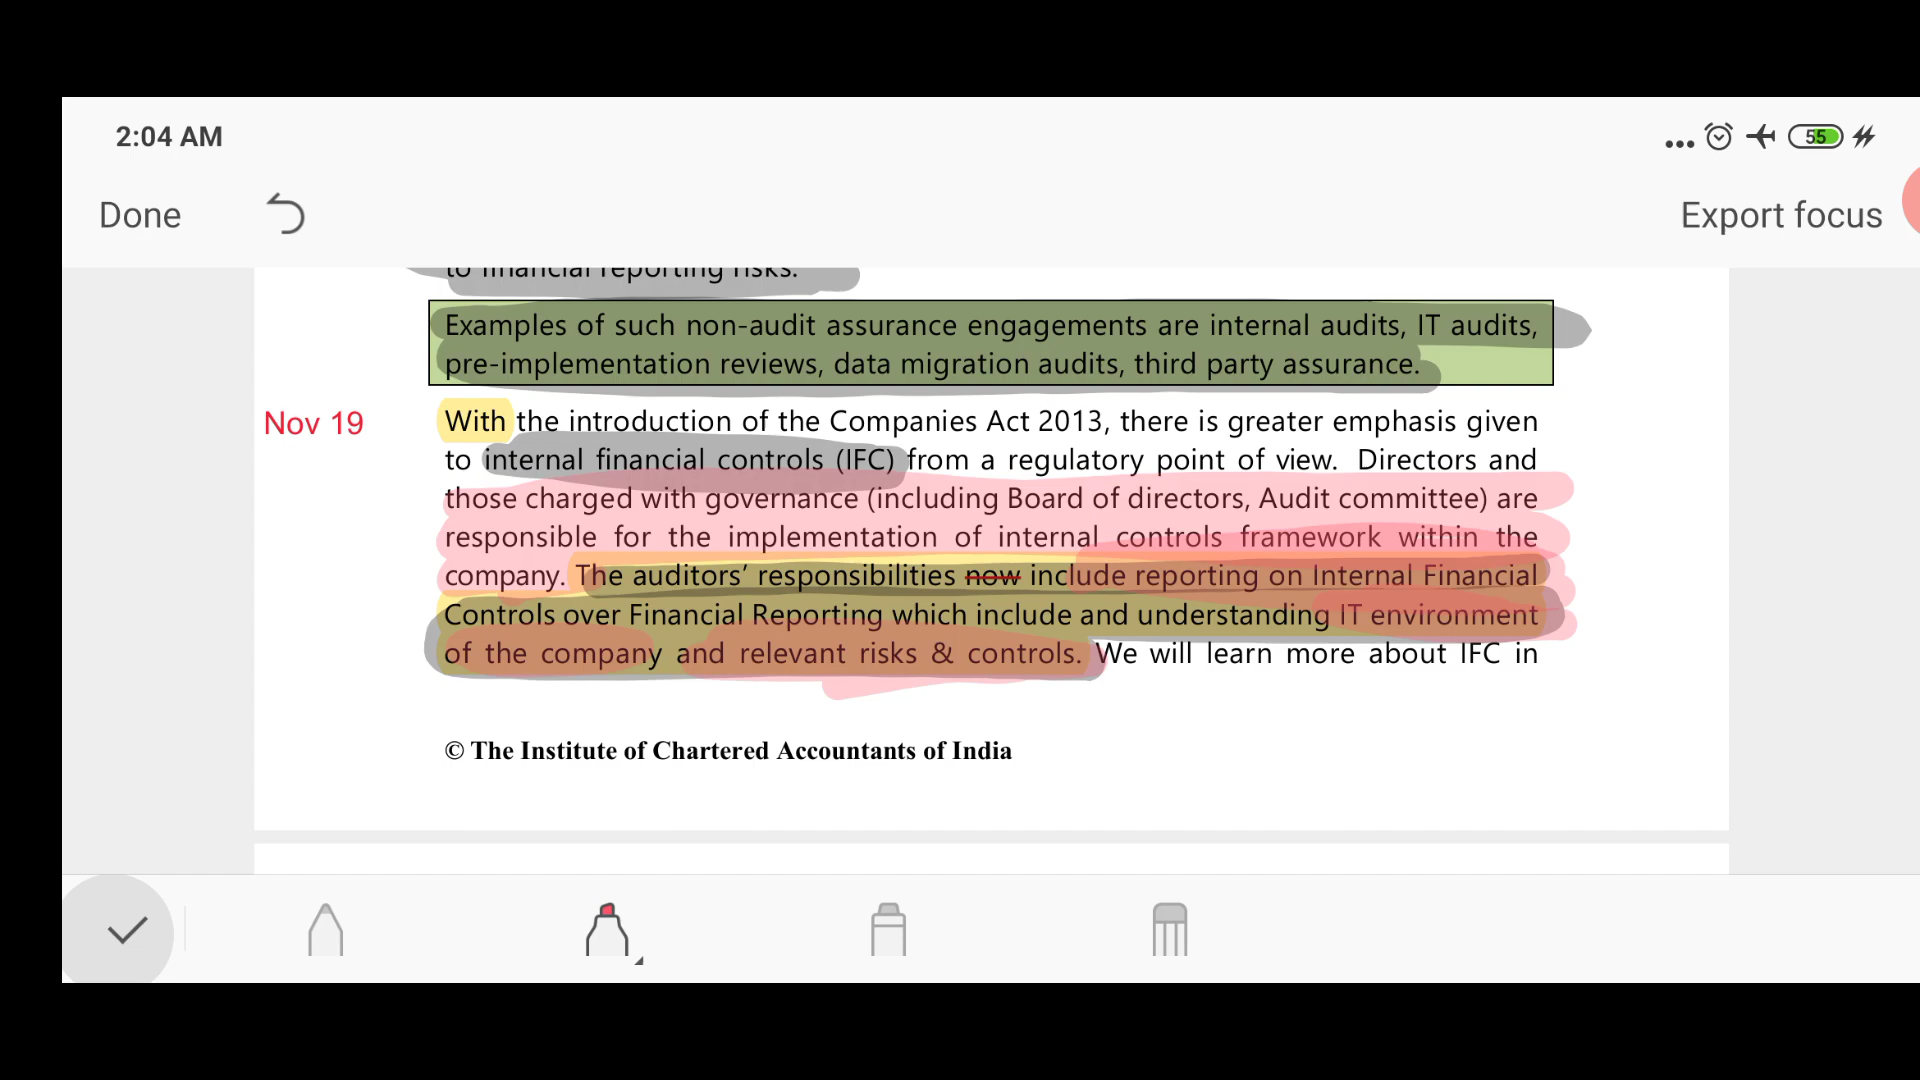 2:04 AM
55
Done
Export focus
to financial reporting risks.
Examples of such non-audit assurance engagements are internal audits, IT audits,
pre-implementation reviews, data migration audits, third party assurance.
Nov 19
With the introduction of the Companies Act 2013, there is greater emphasis given
to internal financial controls (IFC) from a regulatory point of view. Directors and
those charged with governance (including Board of directors, Audit committee) are
responsible for the implementation of internal controls framework within the
company. The auditors’ responsibilities now include reporting on Internal Financial
Controls over Financial Reporting which include and understanding IT environment
of the company and relevant risks & controls. We will learn more about IFC in
© The Institute of Chartered Accountants of India